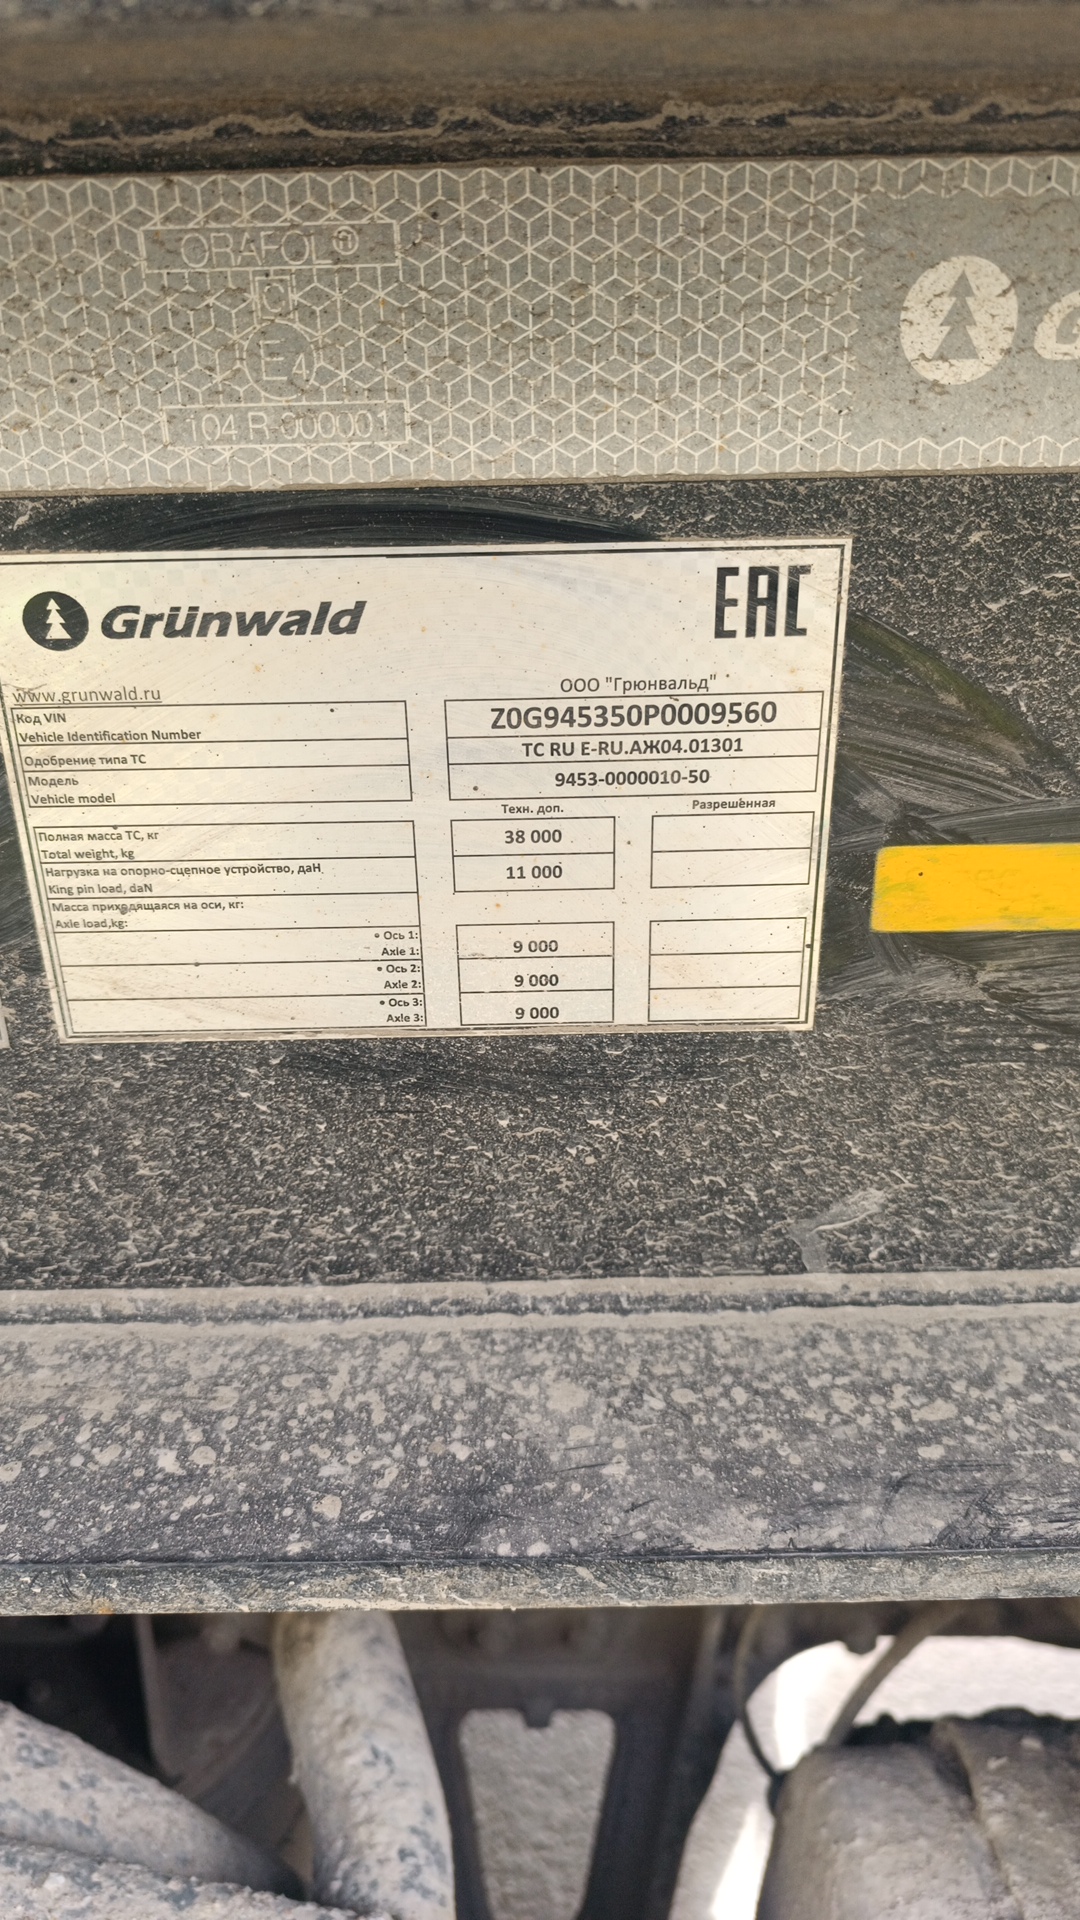 ORAFOL®
C
E4
104 R-000001
G
Grünwald
EAC
www.grunwald.ru
ООО "Грюнвальд"
Код VIN
Vehicle Identification Number
Z0G945350P0009560
Одобрение типа ТС
ТС RU Е-RU.АЖ04.01301
Модель
Vehicle model
9453-0000010-50
Техн. доп.
Разрешённая
Полная масса ТС, кг
Total weight, kg
38 000
Нагрузка на опорно-сцепное устройство, даН
King pin load, daN
11 000
Масса приходящаяся на оси, кг:
Axle load,kg:
• Ось 1:
Axle 1:
9 000
• Ось 2:
Axle 2:
9 000
• Ось 3:
Axle 3:
9 000